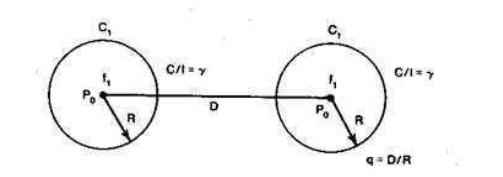 C₁ C₁
C/I = γ C/I = γ
f₁ f₁
P₀ P₀
D
R R
q = D/R